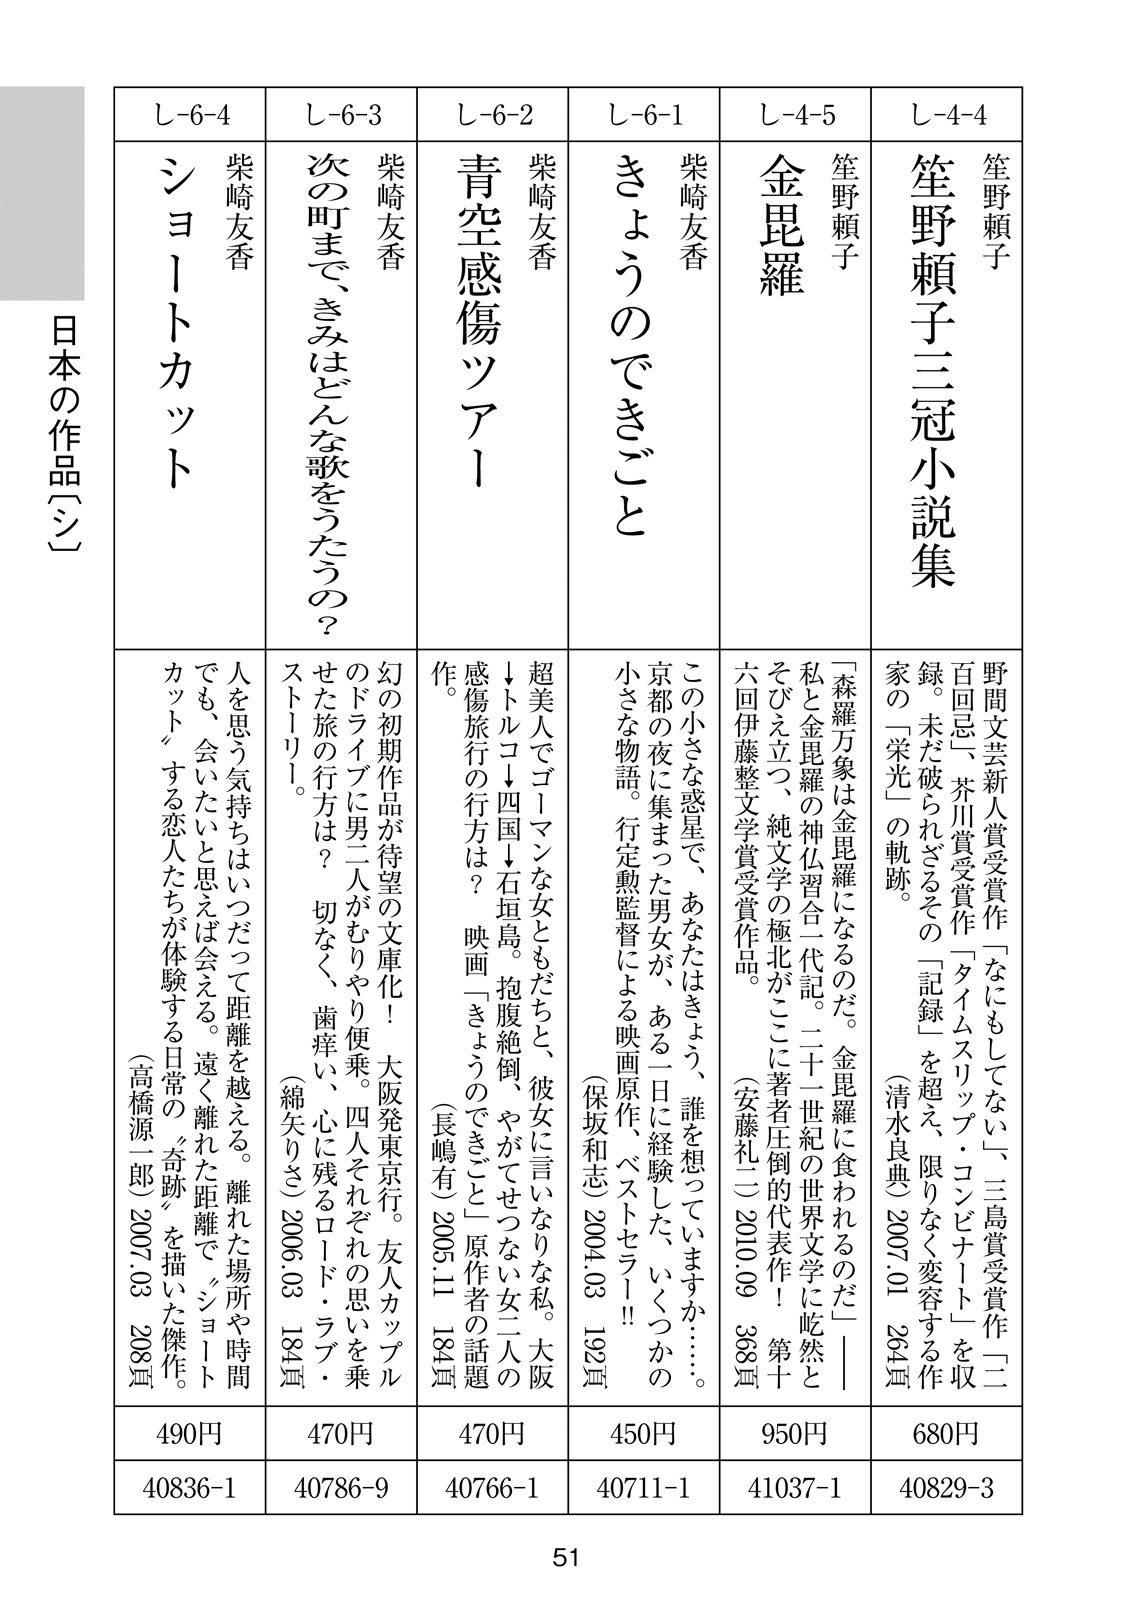 日本の作品〔シ〕
し-4-4
笙野頼子
笙野頼子三冠小説集
野間文芸新人賞受賞作「なにもしてない」、三島賞受賞作「二
百回忌」、芥川賞受賞作「タイムスリップ・コンビナート」を収
録。未だ破られざるその「記録」を超え、限りなく変容する作
家の「栄光」の軌跡。
（清水良典）2007.01 264頁
680円
40829-3
し-4-5
笙野頼子
金毘羅
「森羅万象は金毘羅になるのだ。金毘羅に食われるのだ」――
私と金毘羅の神仏習合一代記。二十一世紀の世界文学に屹然と
そびえ立つ、純文学の極北がここに著者圧倒的代表作！　第十
六回伊藤整文学賞受賞作品。
（安藤礼二）2010.09 368頁
950円
41037-1
し-6-1
柴崎友香
きょうのできごと
この小さな惑星で、あなたはきょう、誰を想っていますか……。
京都の夜に集まった男女が、ある一日に経験した、いくつかの
小さな物語。行定勲監督による映画原作、ベストセラー!!
（保坂和志）2004.03 192頁
450円
40711-1
し-6-2
柴崎友香
青空感傷ツアー
超美人でゴーマンな女ともだちと、彼女に言いなりな私。大阪
→トルコ→四国→石垣島。抱腹絶倒、やがてせつない女二人の
感傷旅行の行方は？　映画「きょうのできごと」原作者の話題
作。
（長嶋有）2005.11 184頁
470円
40766-1
し-6-3
柴崎友香
次の町まで、きみはどんな歌をうたうの？
幻の初期作品が待望の文庫化！　大阪発東京行。友人カップル
のドライブに男二人がむりやり便乗。四人それぞれの思いを乗
せた旅の行方は？　切なく、歯痒い、心に残るロード・ラブ・
ストーリー。
（綿矢りさ）2006.03 184頁
470円
40786-9
し-6-4
柴崎友香
ショートカット
人を思う気持ちはいつだって距離を越える。離れた場所や時間
でも、会いたいと思えば会える。遠く離れた距離で〝ショート
カット〟する恋人たちが体験する日常の〝奇跡〟を描いた傑作。
（高橋源一郎）2007.03 208頁
490円
40836-1
51